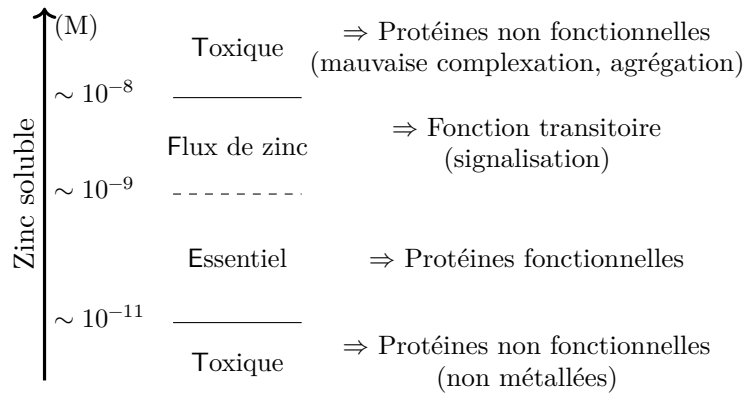 (M)
Toxique
⇒ Protéines non fonctionnelles
(mauvaise complexation, agrégation)
∼ 10⁻⁸
Flux de zinc
⇒ Fonction transitoire
(signalisation)
∼ 10⁻⁹
Zinc soluble
Essentiel
⇒ Protéines fonctionnelles
∼ 10⁻¹¹
Toxique
⇒ Protéines non fonctionnelles
(non métallées)